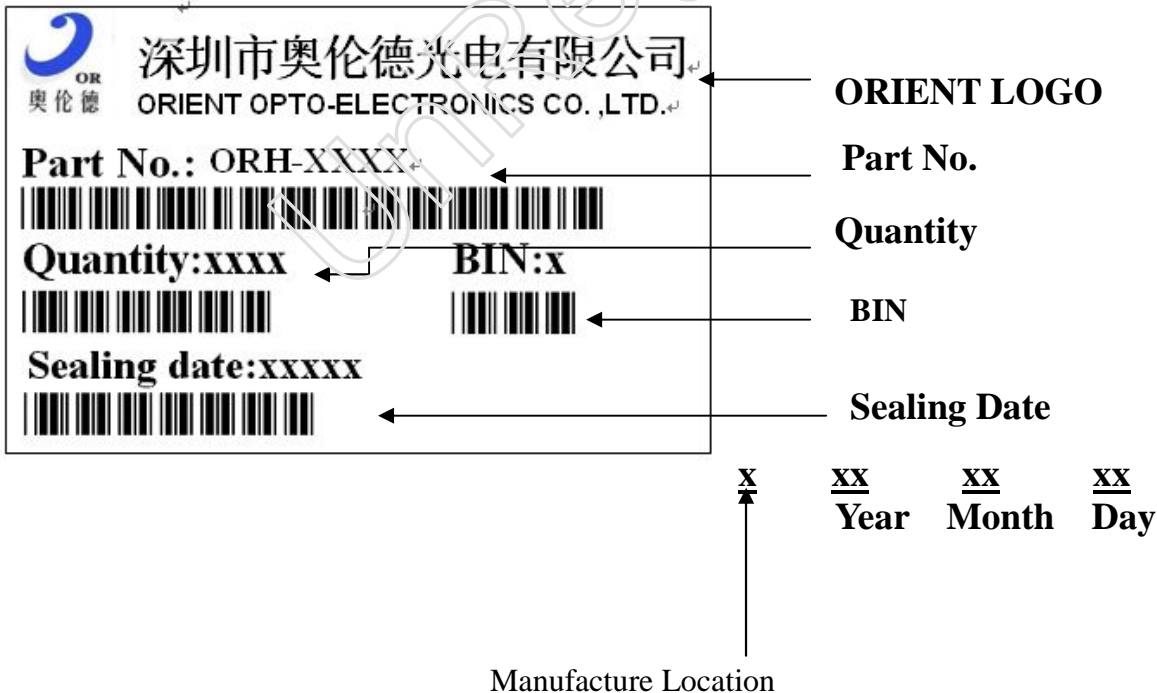 深圳市奥伦德光电有限公司
OR
奥伦德
ORIENT OPTO-ELECTRONICS CO. ,LTD.
ORIENT LOGO
Part No.: ORH-XXXX
Part No.
Quantity
Quantity:xxxx
BIN:x
BIN
Sealing date:xxxxx
Sealing Date
x xx xx xx
Year Month Day
Manufacture Location